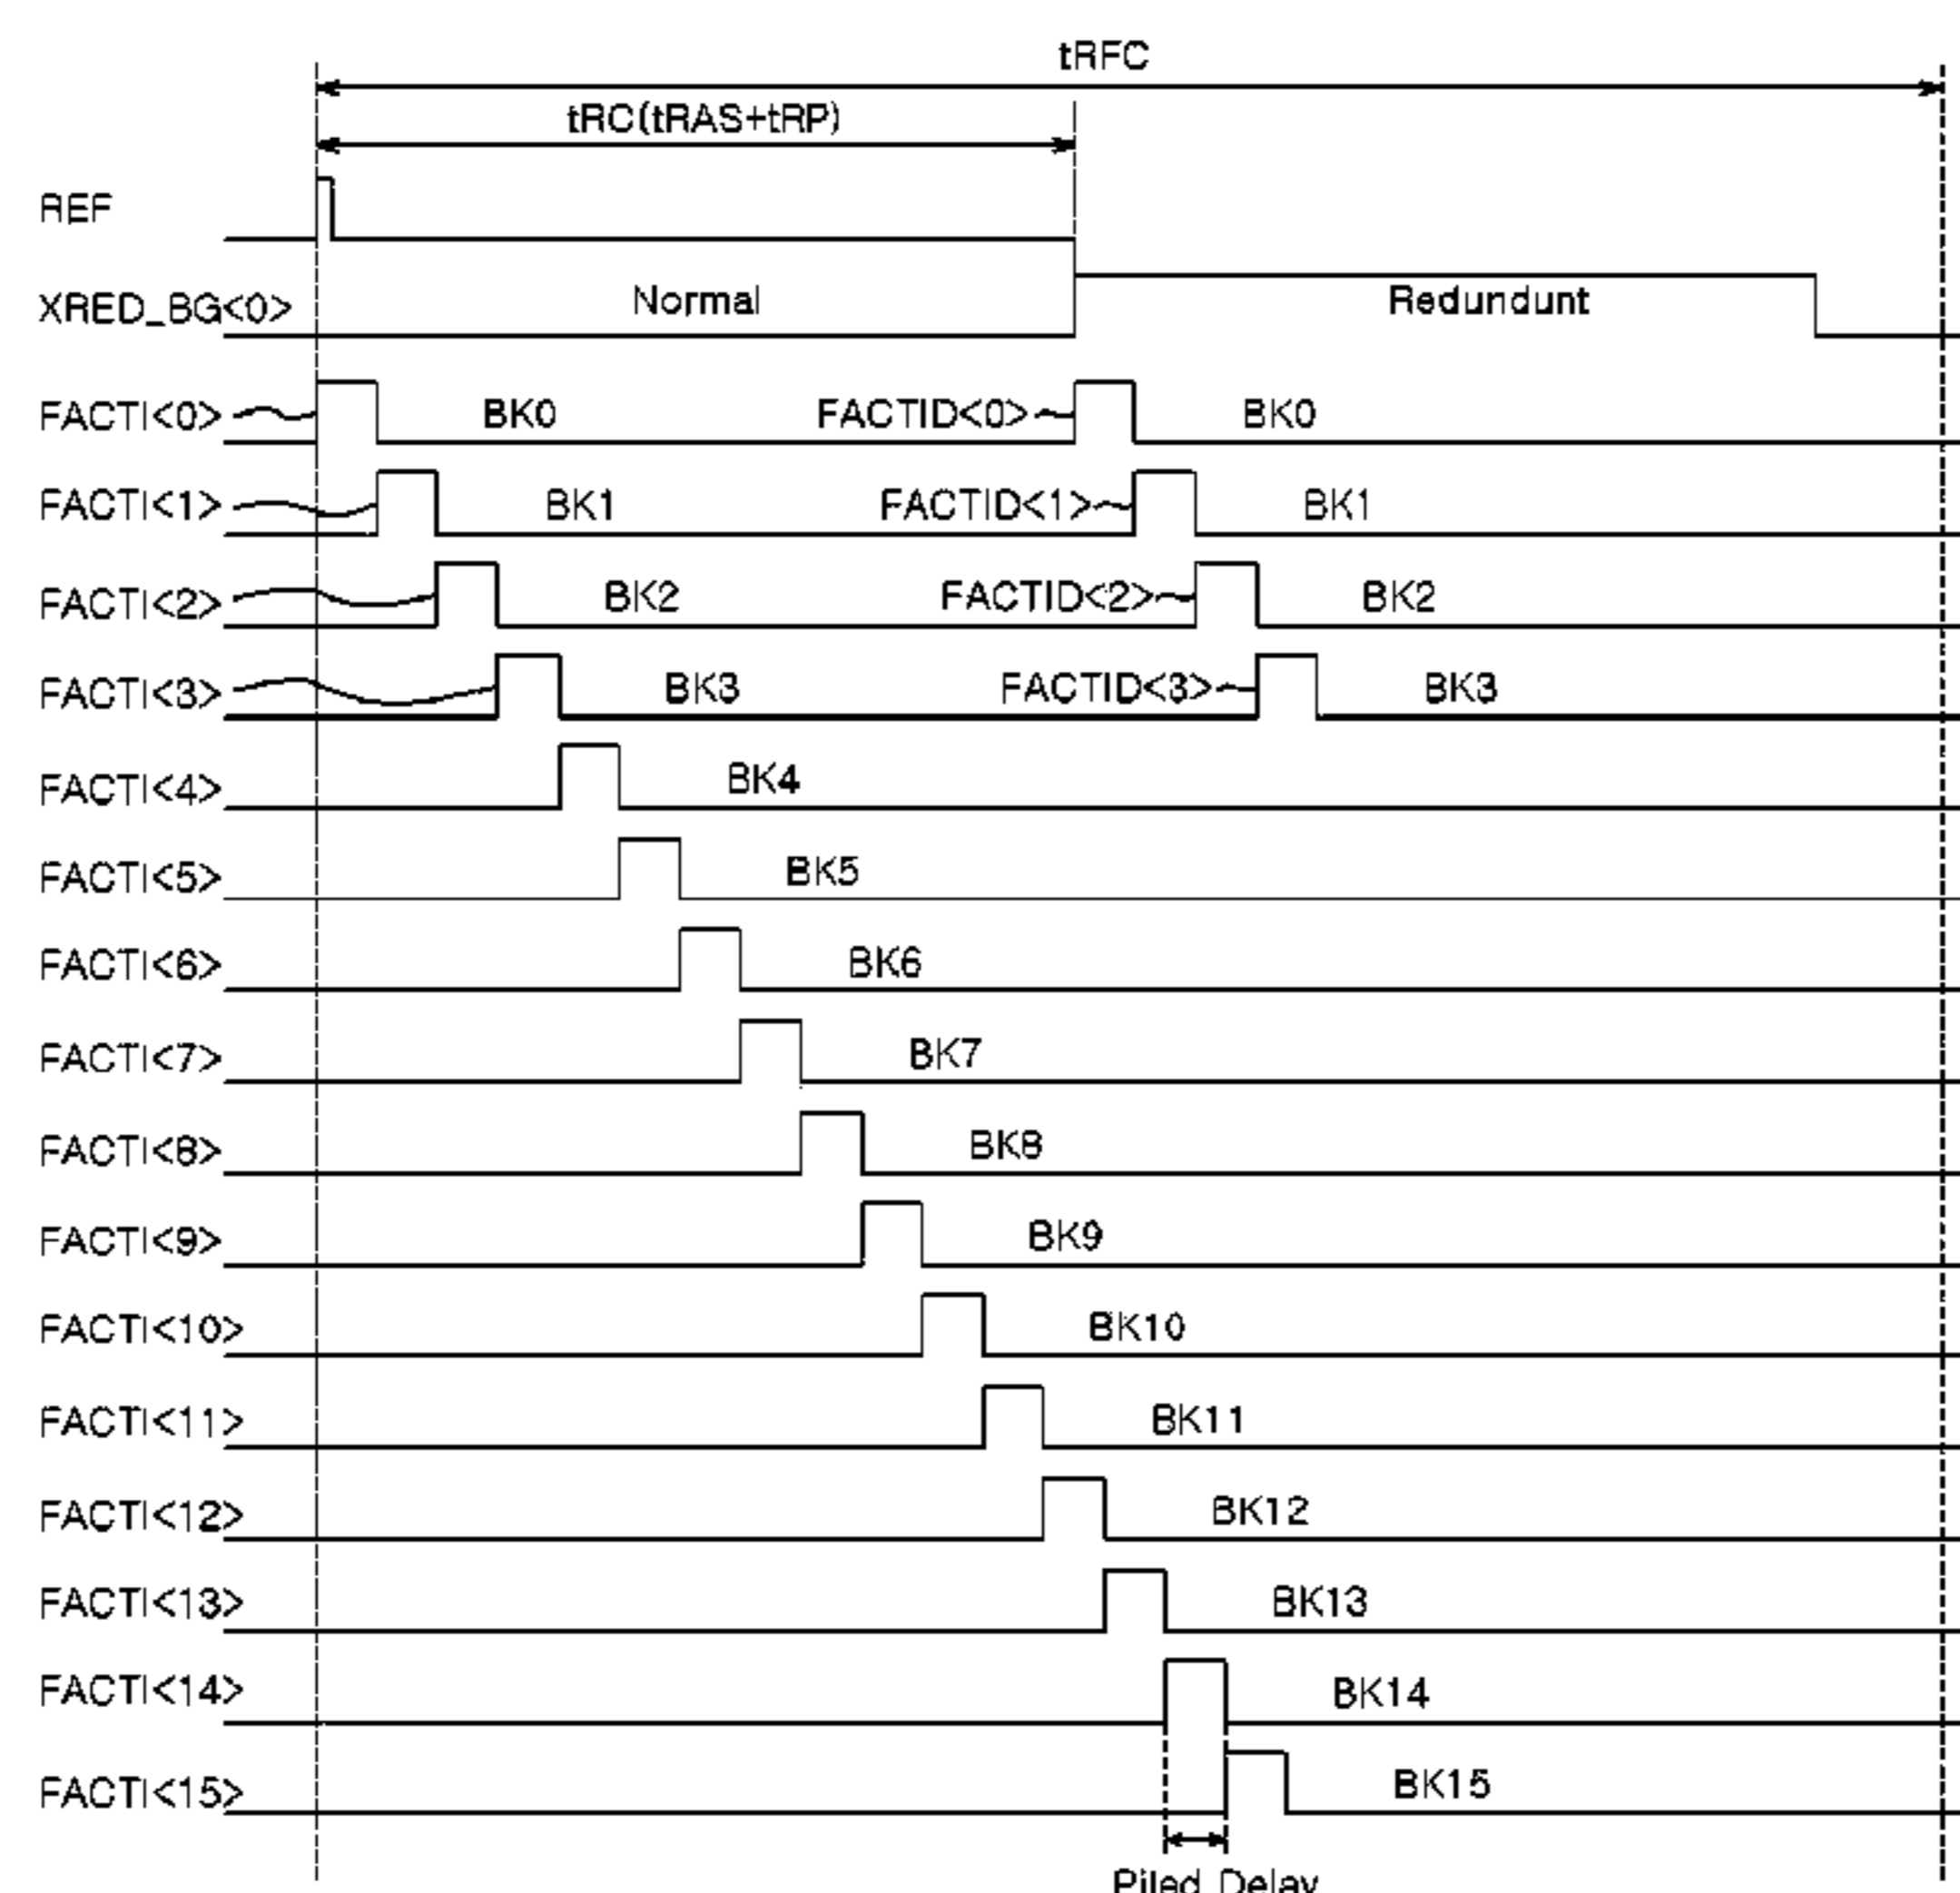 tRFC
tRC(tRAS+tRP)
REF
XRED_BG<0> Normal Redundunt
FACTI<0> BK0 FACTID<0> BK0
FACTI<1> BK1 FACTID<1> BK1
FACTI<2> BK2 FACTID<2> BK2
FACTI<3> BK3 FACTID<3> BK3
FACTI<4> BK4
FACTI<5> BK5
FACTI<6> BK6
FACTI<7> BK7
FACTI<8> BK8
FACTI<9> BK9
FACTI<10> BK10
FACTI<11> BK11
FACTI<12> BK12
FACTI<13> BK13
FACTI<14> BK14
FACTI<15> BK15
Piled Delay